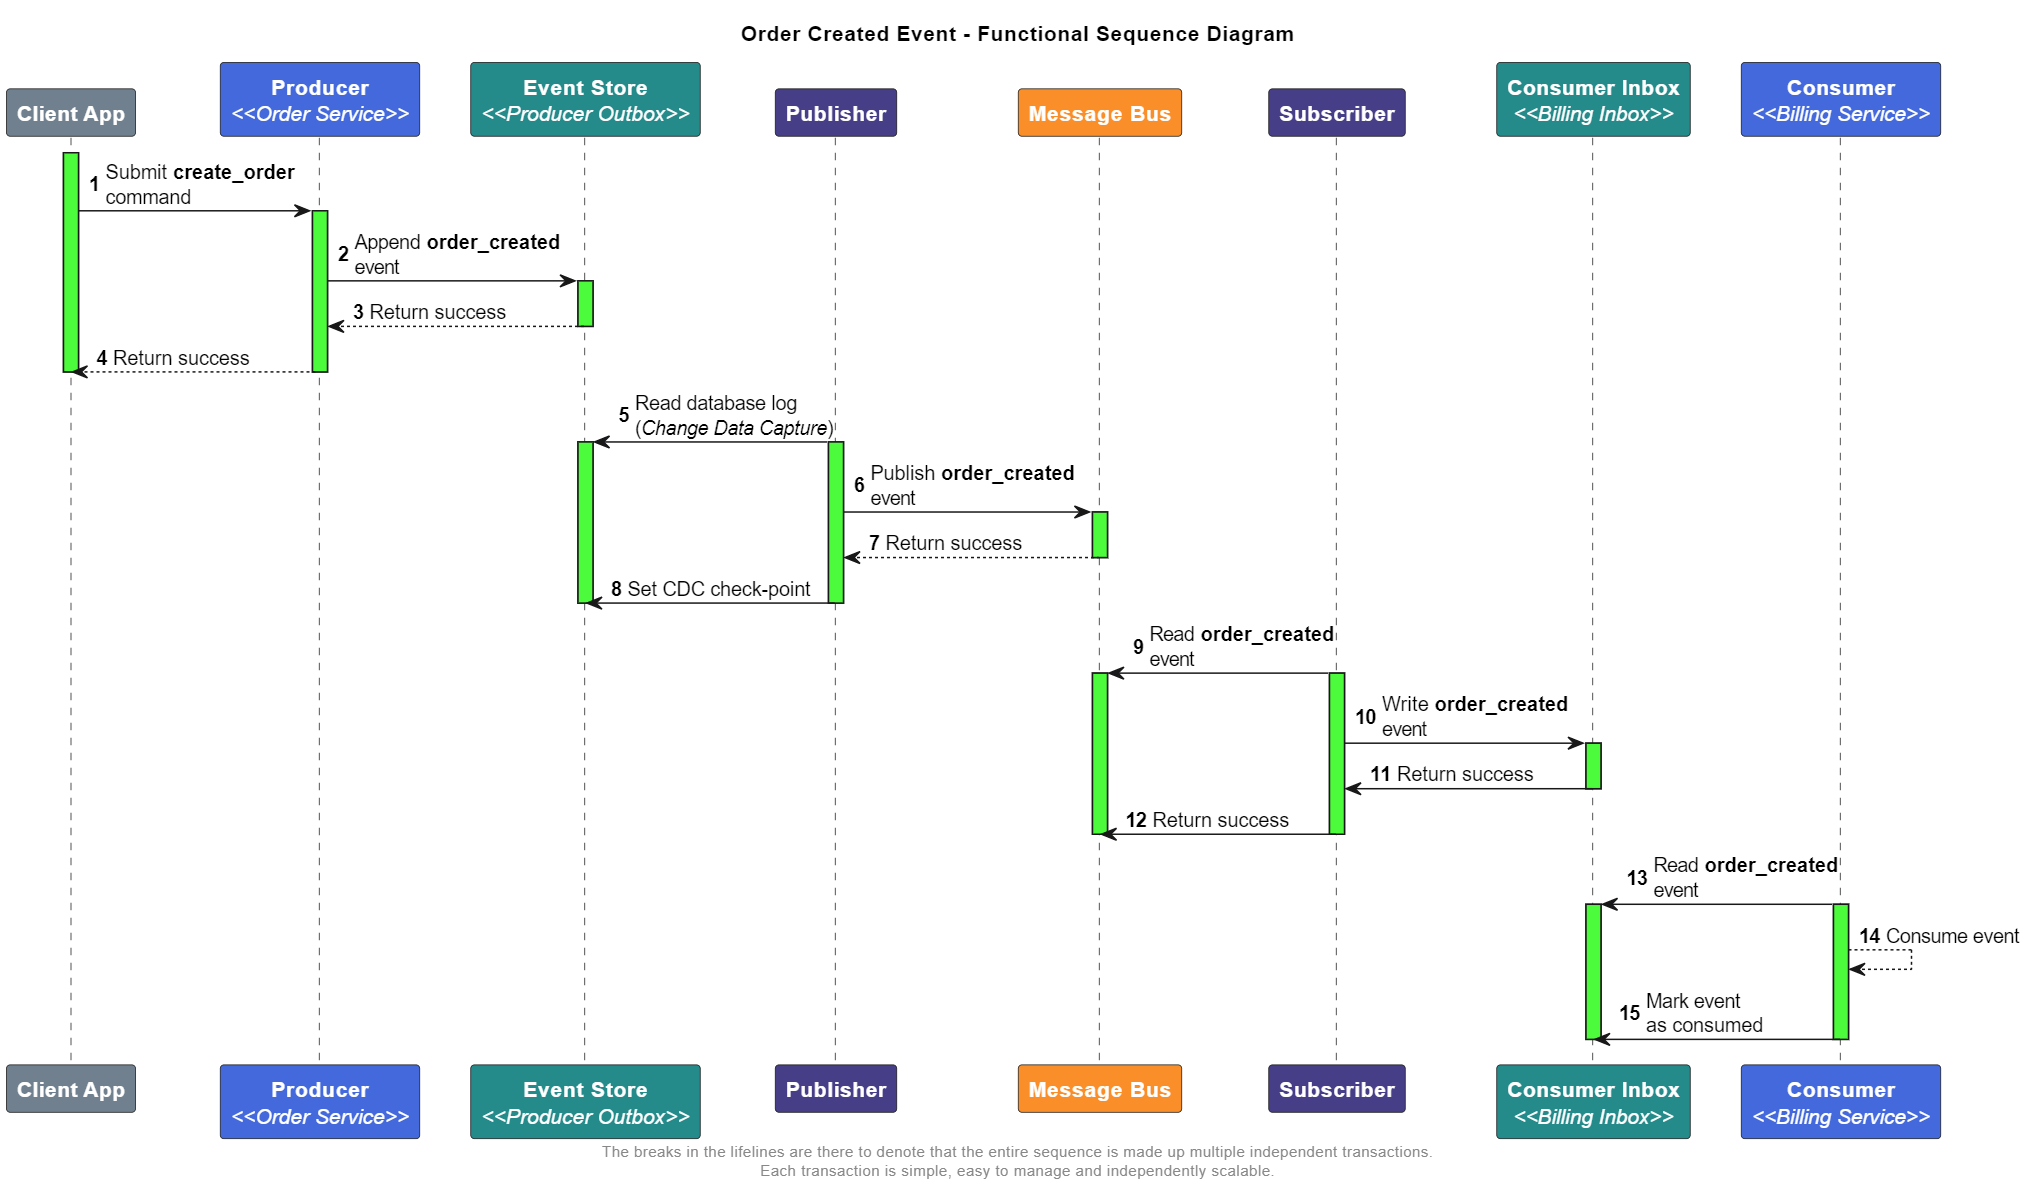 Order Created Event - Functional Sequence Diagram
Client App
Producer
<<Order Service>>
Event Store
<<Producer Outbox>>
Publisher
Message Bus
Subscriber
Consumer Inbox
<<Billing Inbox>>
Consumer
<<Billing Service>>
1 Submit create_order
command
2 Append order_created
event
3 Return success
4 Return success
5 Read database log
(Change Data Capture)
6 Publish order_created
event
7 Return success
8 Set CDC check-point
9 Read order_created
event
10 Write order_created
event
11 Return success
12 Return success
13 Read order_created
event
14 Consume event
15 Mark event
as consumed
Client App
Producer
<<Order Service>>
Event Store
<<Producer Outbox>>
Publisher
Message Bus
Subscriber
Consumer Inbox
<<Billing Inbox>>
Consumer
<<Billing Service>>
The breaks in the lifelines are there to denote that the entire sequence is made up multiple independent transactions.
Each transaction is simple, easy to manage and independently scalable.